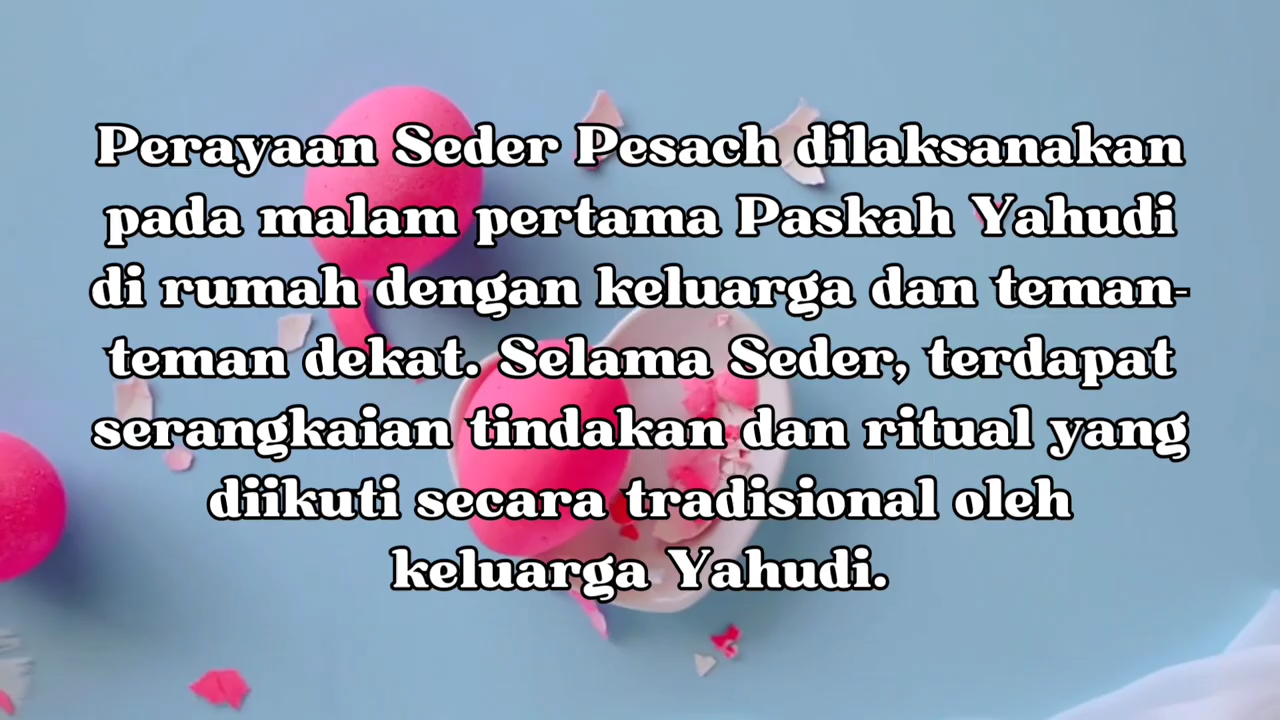 Perayaan Seder Pesach dilaksanakan
pada malam pertama Paskah Yahudi
di rumah dengan keluarga dan teman-
teman dekat. Selama Seder, terdapat
serangkaian tindakan dan ritual yang
diikuti secara tradisional oleh
keluarga Yahudi.